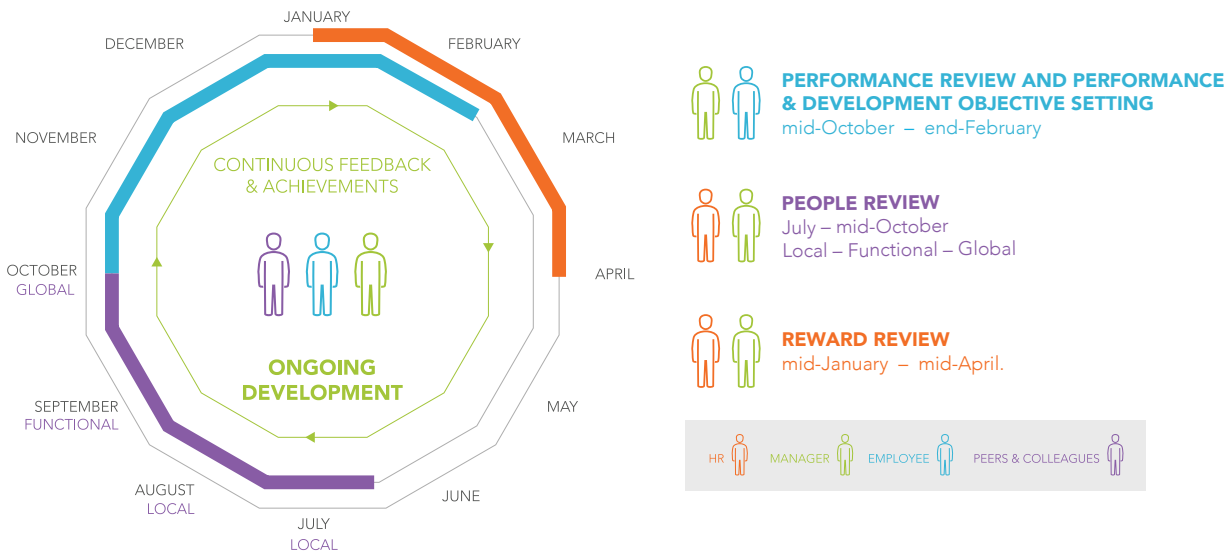 JANUARY
FEBRUARY
MARCH
APRIL
MAY
JUNE
JULY
LOCAL
AUGUST
LOCAL
SEPTEMBER
FUNCTIONAL
OCTOBER
GLOBAL
NOVEMBER
DECEMBER
CONTINUOUS FEEDBACK
& ACHIEVEMENTS
ONGOING
DEVELOPMENT
PERFORMANCE REVIEW AND PERFORMANCE
& DEVELOPMENT OBJECTIVE SETTING
mid-October – end-February
PEOPLE REVIEW
July – mid-October
Local – Functional – Global
REWARD REVIEW
mid-January – mid-April.
HR MANAGER EMPLOYEE PEERS & COLLEAGUES